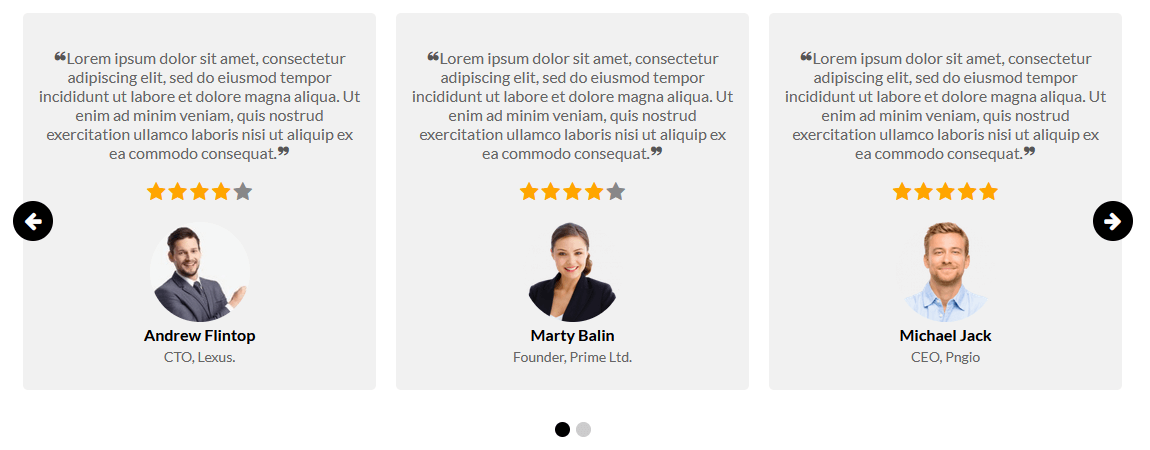 ❝Lorem ipsum dolor sit amet, consectetur
adipiscing elit, sed do eiusmod tempor
incididunt ut labore et dolore magna aliqua. Ut
enim ad minim veniam, quis nostrud
exercitation ullamco laboris nisi ut aliquip ex
ea commodo consequat.❞
Andrew Flintop
CTO, Lexus.
❝Lorem ipsum dolor sit amet, consectetur
adipiscing elit, sed do eiusmod tempor
incididunt ut labore et dolore magna aliqua. Ut
enim ad minim veniam, quis nostrud
exercitation ullamco laboris nisi ut aliquip ex
ea commodo consequat.❞
Marty Balin
Founder, Prime Ltd.
❝Lorem ipsum dolor sit amet, consectetur
adipiscing elit, sed do eiusmod tempor
incididunt ut labore et dolore magna aliqua. Ut
enim ad minim veniam, quis nostrud
exercitation ullamco laboris nisi ut aliquip ex
ea commodo consequat.❞
Michael Jack
CEO, Pngio